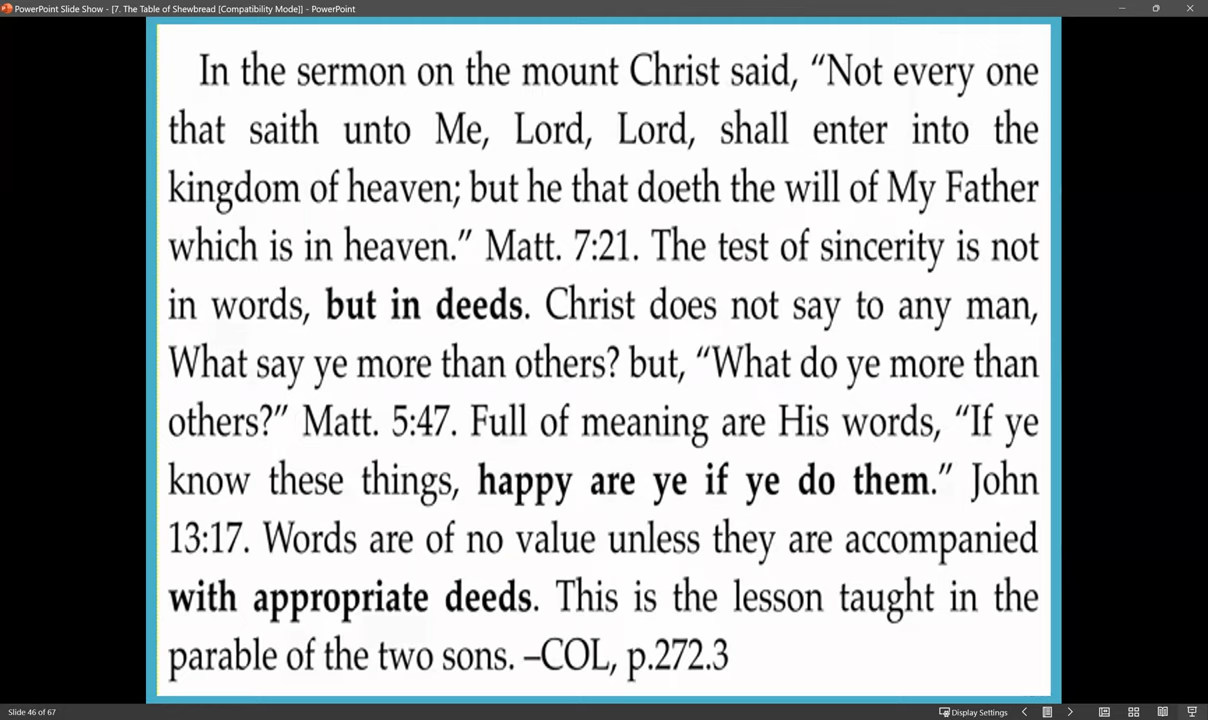 PowerPoint Slide Show - [7. The Table of Shewbread [Compatibility Mode]] - PowerPoint
In the sermon on the mount Christ said, “Not every one
that saith unto Me, Lord, Lord, shall enter into the
kingdom of heaven; but he that doeth the will of My Father
which is in heaven.” Matt. 7:21. The test of sincerity is not
in words, but in deeds. Christ does not say to any man,
What say ye more than others? but, “What do ye more than
others?” Matt. 5:47. Full of meaning are His words, “If ye
know these things, happy are ye if ye do them.” John
13:17. Words are of no value unless they are accompanied
with appropriate deeds. This is the lesson taught in the
parable of the two sons. –COL, p.272.3
Slide 46 of 67
Display Settings